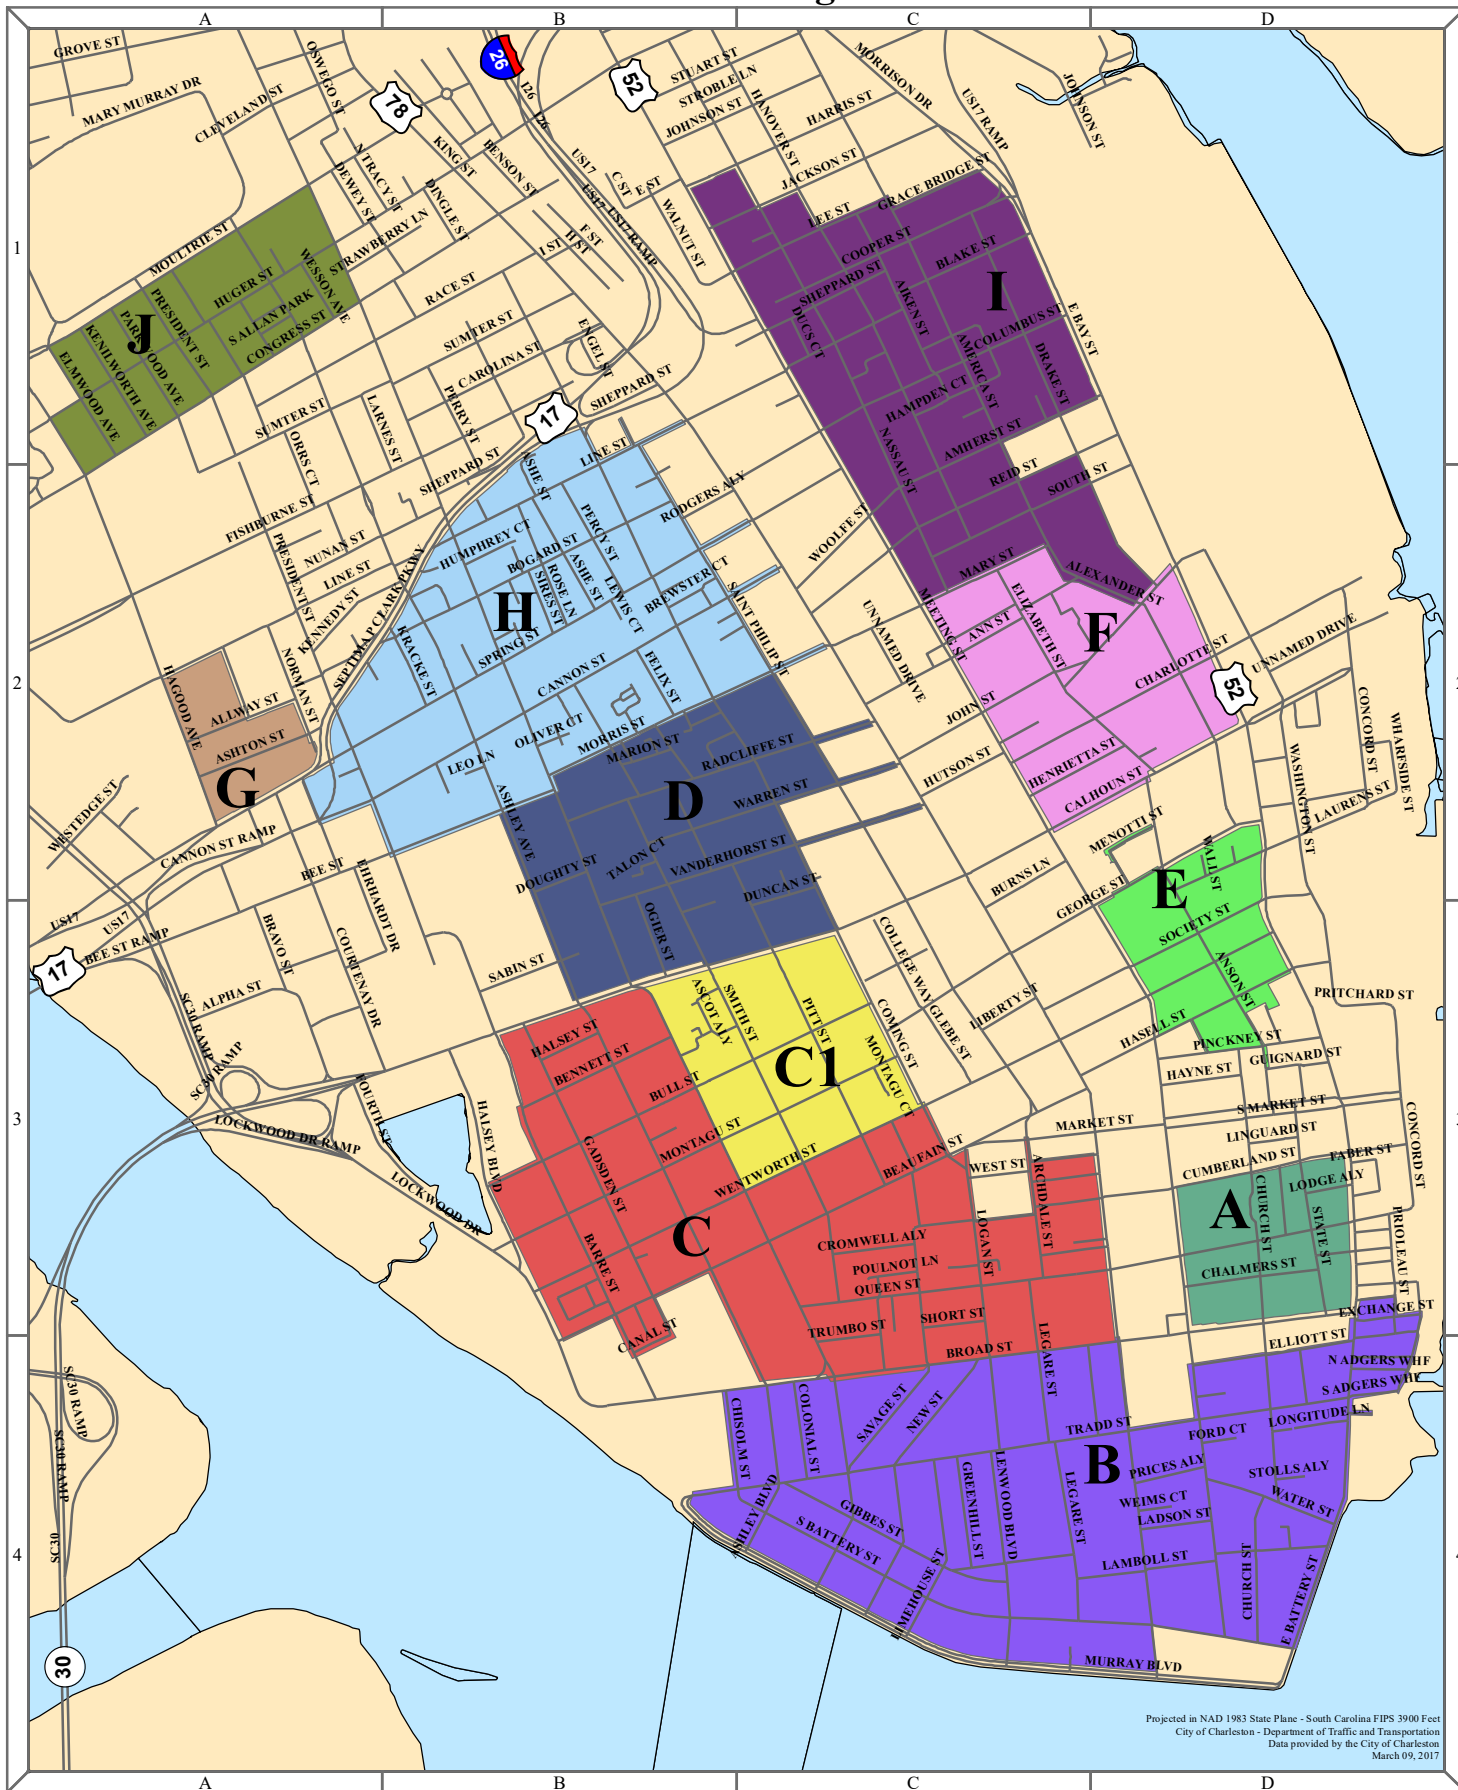 A
B
C
D
GROVE ST
OSWEGO ST
26
I26
I26
52
STUART ST
STROBLE LN
JOHNSON ST
MORRISON DR
US17 RAMP
JOHNSON ST
MARY MURRAY DR
CLEVELAND ST
78
KING ST
BENSON ST
HANOVER ST
HARRIS ST
JACKSON ST
N TRACY ST
DEWEY ST
DINGLE ST
US17
US17
US17 RAMP
C ST
E ST
WALNUT ST
LEE ST
GRACE BRIDGE ST
STRAWBERRY LN
F ST
H ST
I ST
MOULTRIE ST
1
HUGER ST
WESSON AVE
RACE ST
COOPER ST
BLAKE ST
SHEPPARD ST
AIKEN ST
I
J
PRESIDENT ST
PARKWOOD AVE
KENILWORTH AVE
ELMWOOD AVE
S ALLAN PARK
CONGRESS ST
SUMTER ST
ENGEL ST
DUCS CT
COLUMBUS ST
E BAY ST
AMERICA ST
DRAKE ST
CAROLINA ST
SHEPPARD ST
PERRY ST
HAMPDEN CT
SUMTER ST
LARNES ST
ORRS CT
17
LINE ST
AMHERST ST
NASSAU ST
SHEPPARD ST
ASHE ST
REID ST
SOUTH ST
RODGERS ALY
FISHBURNE ST
PERCY ST
WOOLFE ST
PRESIDENT ST
NUNAN ST
LINE ST
HUMPHREY CT
BOGARD ST
ROSE LN
SIRES ST
ASHE ST
LEWIS CT
BREWSTER CT
MARY ST
ALEXANDER ST
SEPTIMA P CLARK PKWY
KENNEDY ST
H
SAINT PHILIP ST
UNNAMED DRIVE
MEETING ST
ANN ST
ELIZABETH ST
F
UNNAMED DRIVE
KRACKE ST
SPRING ST
CANNON ST
FELIX ST
CHARLOTTE ST
52
2
HAGOOD AVE
NORMAN ST
ALLWAY ST
ASHTON ST
G
OLIVER CT
MORRIS ST
LEO LN
MARION ST
RADCLIFFE ST
JOHN ST
HUTSON ST
HENRIETTA ST
CALHOUN ST
CONCORD ST
WHARFSIDE ST
WASHINGTON ST
LAURENS ST
D
WARREN ST
WESTEDGE ST
CANNON ST RAMP
ASHLEY AVE
MENOTTI ST
WALL ST
BEE ST
EHRHARDT DR
DOUGHTY ST
TALON CT
VANDERHORST ST
DUNCAN ST
BURNS LN
GEORGE ST
E
US17
US17
BEE ST RAMP
BRAVO ST
COURTENAY DR
OGIER ST
SOCIETY ST
ANSON ST
17
ALPHA ST
SC30 RAMP
SABIN ST
ASCOT ALY
SMITH ST
PITT ST
COLLEGE WAY
GLEBE ST
LIBERTY ST
COMING ST
PRITCHARD ST
HASELL ST
PINCKNEY ST
GUIGNARD ST
HAYNE ST
HALSEY ST
BENNETT ST
BULL ST
C1
MONTAGU CT
SC30 RAMP
FOURTH ST
HALSEY BLVD
LOCKWOOD DR RAMP
3
MARKET ST
S MARKET ST
LINGUARD ST
CONCORD ST
GADSDEN ST
MONTAGU ST
WENTWORTH ST
BEAUFAIN ST
WEST ST
ARCHDALE ST
CUMBERLAND ST
FABER ST
LODGE ALY
LOCKWOOD DR
A
CHURCH ST
STATE ST
C
CROMWELL ALY
LOGAN ST
BARRE ST
POULNOT LN
QUEEN ST
CHALMERS ST
PRIOLEAU ST
CANAL ST
TRUMBO ST
SHORT ST
EXCHANGE ST
BROAD ST
LEGARE ST
ELLIOTT ST
N ADGERS WHF
S ADGERS WHF
SC30 RAMP
CHISOLM ST
COLONIAL ST
SAVAGE ST
NEW ST
TRADD ST
FORD CT
LONGITUDE LN
SC30 RAMP
B
PRICES ALY
STOLLS ALY
ASHLEY BLVD
GIBBES ST
GREENHILL ST
LENWOOD BLVD
LEGARE ST
WEIMS CT
LADSON ST
WATER ST
S BATTERY ST
SC30
4
LIMEHOUSE ST
LAMBOLL ST
CHURCH ST
E BATTERY ST
30
MURRAY BLVD
Projected in NAD 1983 State Plane - South Carolina FIPS 3900 Feet
City of Charleston - Department of Traffic and Transportation
Data provided by the City of Charleston
March 09, 2017
A
B
C
D